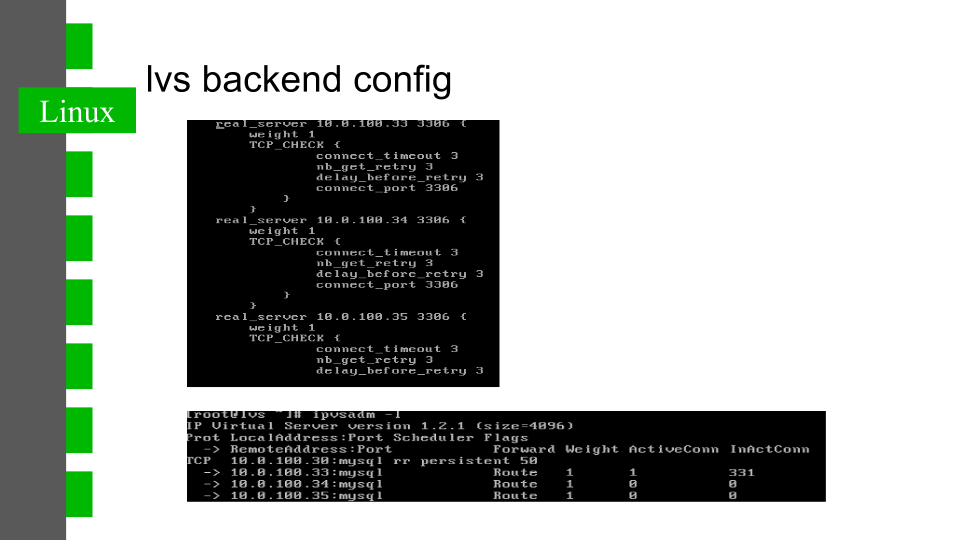 lvs backend config
Linux
real_server 10.0.100.33 3306 {
weight 1
TCP_CHECK {
connect_timeout 3
nb_get_retry 3
delay_before_retry 3
connect_port 3306
}
}
real_server 10.0.100.34 3306 {
weight 1
TCP_CHECK {
connect_timeout 3
nb_get_retry 3
delay_before_retry 3
connect_port 3306
}
}
real_server 10.0.100.35 3306 {
weight 1
TCP_CHECK {
connect_timeout 3
nb_get_retry 3
delay_before_retry 3
[root@lvs ~]# ipvsadm -l
IP Virtual Server version 1.2.1 (size=4096)
Prot LocalAddress:Port Scheduler Flags
-> RemoteAddress:Port Forward Weight ActiveConn InActConn
TCP 10.0.100.30:mysql rr persistent 50
-> 10.0.100.33:mysql Route 1 1 331
-> 10.0.100.34:mysql Route 1 0 0
-> 10.0.100.35:mysql Route 1 0 0